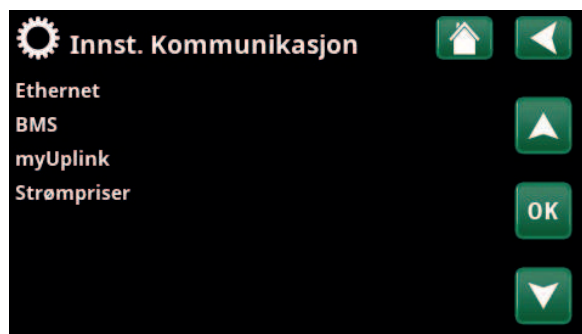 Innst. Kommunikasjon
Ethernet
BMS
myUplink
Strømpriser
OK